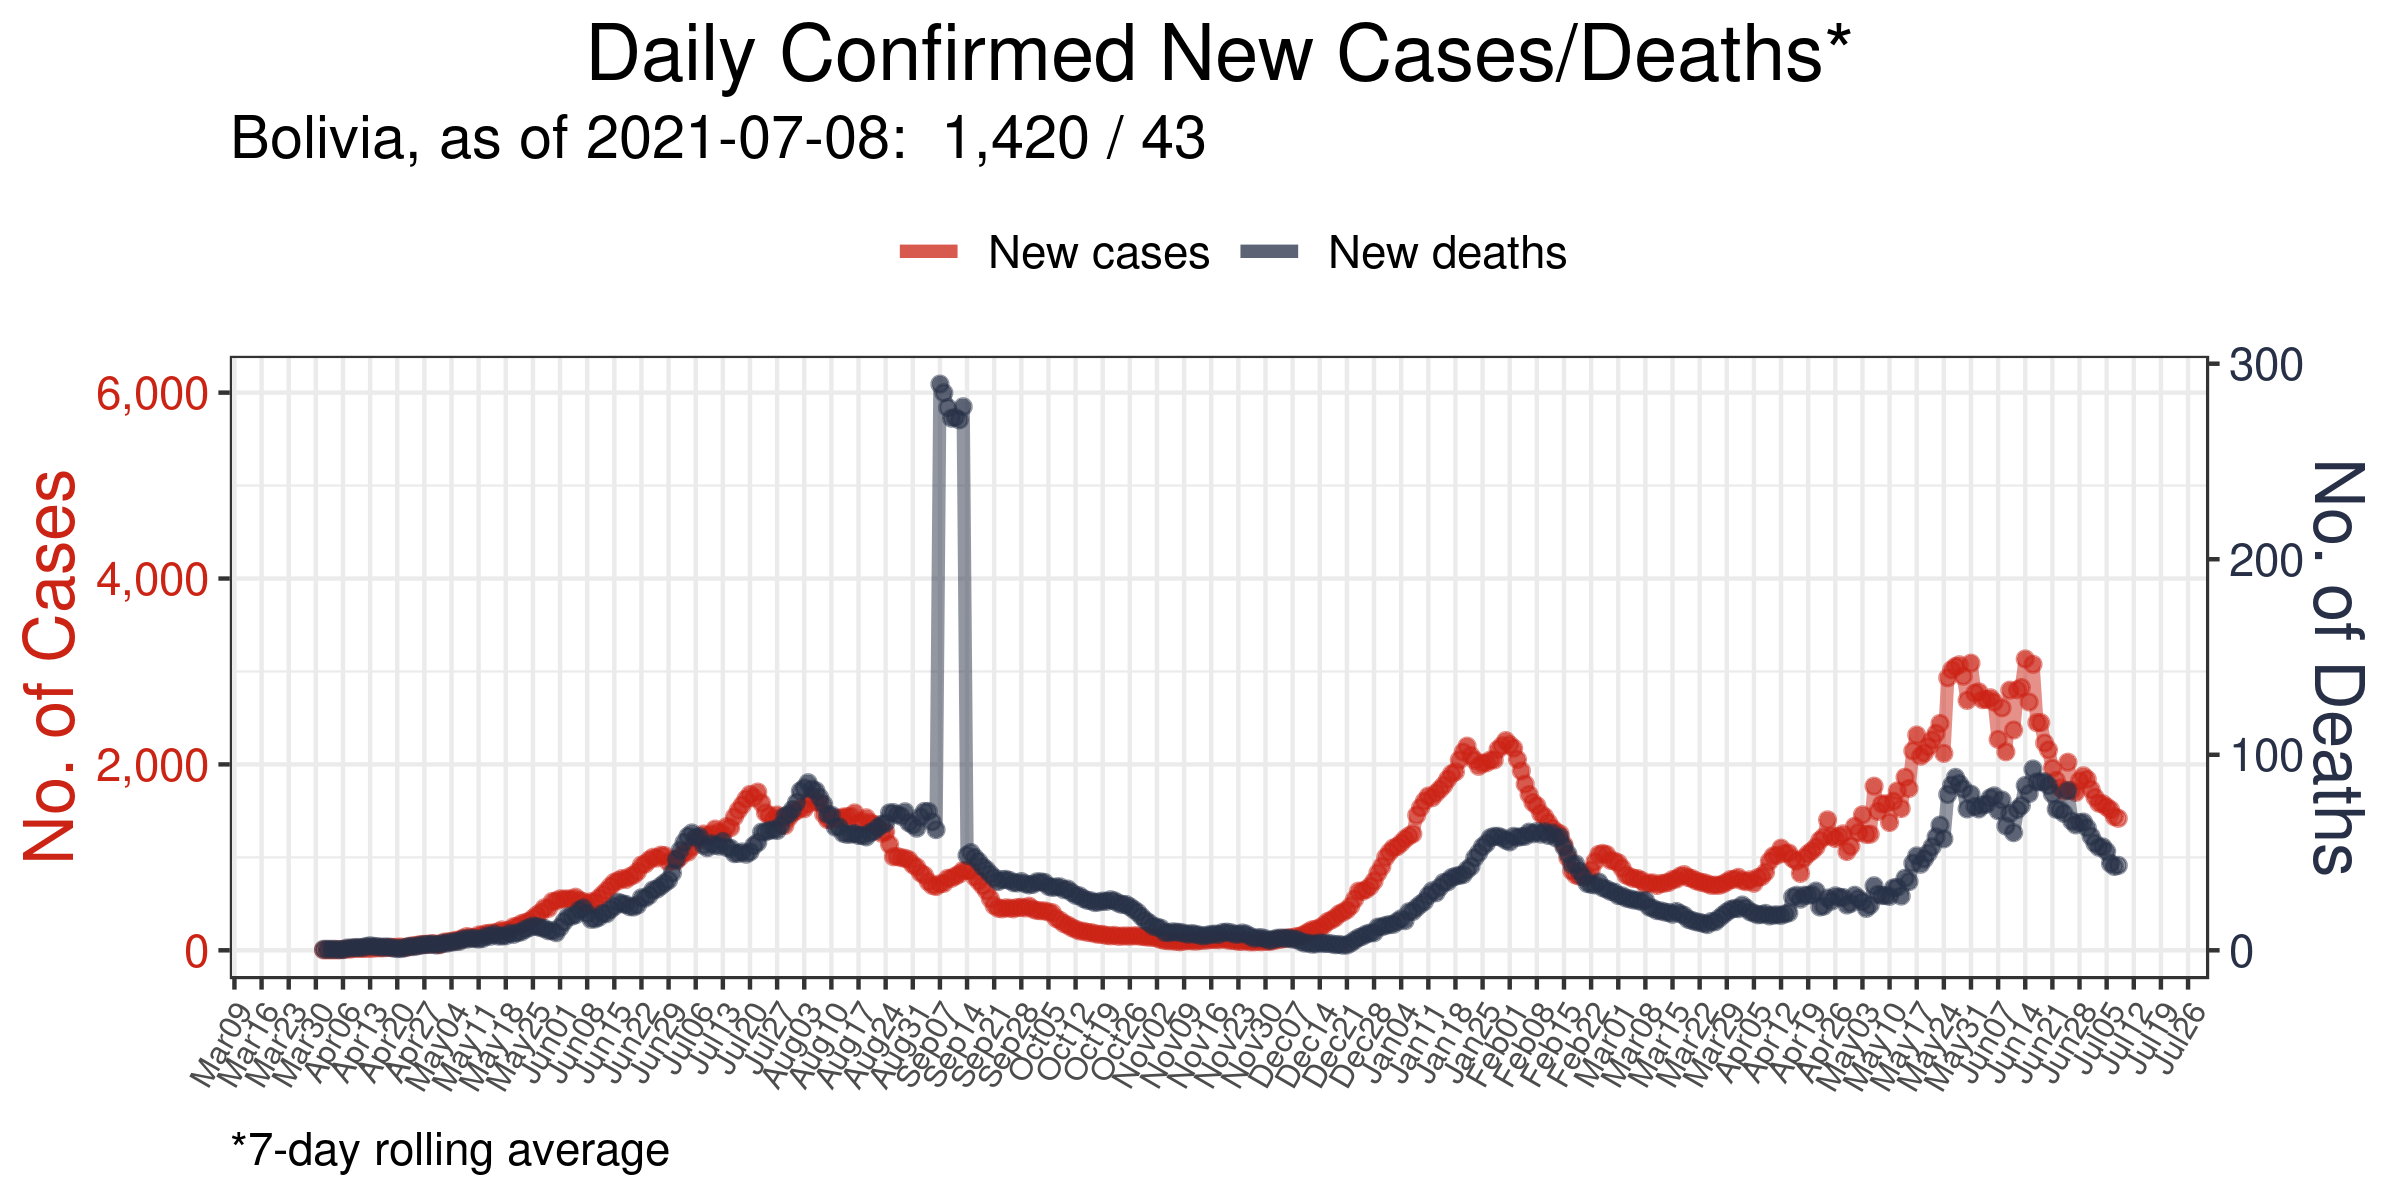 Daily Confirmed New Cases/Deaths*
Bolivia, as of 2021-07-08:  1,420 / 43
New cases New deaths
No. of Cases
6,000
4,000
2,000
0
300
200
100
0
No. of Deaths
Mar09 Mar16 Mar23 Mar30 Apr06 Apr13 Apr20 Apr27 May04 May11 May18 May25 Jun01 Jun08 Jun15 Jun22 Jun29 Jul06 Jul13 Jul20 Jul27 Aug03 Aug10 Aug17 Aug24 Aug31 Sep07 Sep14 Sep21 Sep28 Oct05 Oct12 Oct19 Oct26 Nov02 Nov09 Nov16 Nov23 Nov30 Dec07 Dec14 Dec21 Dec28 Jan04 Jan11 Jan18 Jan25 Feb01 Feb08 Feb15 Feb22 Mar01 Mar08 Mar15 Mar22 Mar29 Apr05 Apr12 Apr19 Apr26 May03 May10 May17 May24 May31 Jun07 Jun14 Jun21 Jun28 Jul05 Jul12 Jul19 Jul26
*7-day rolling average